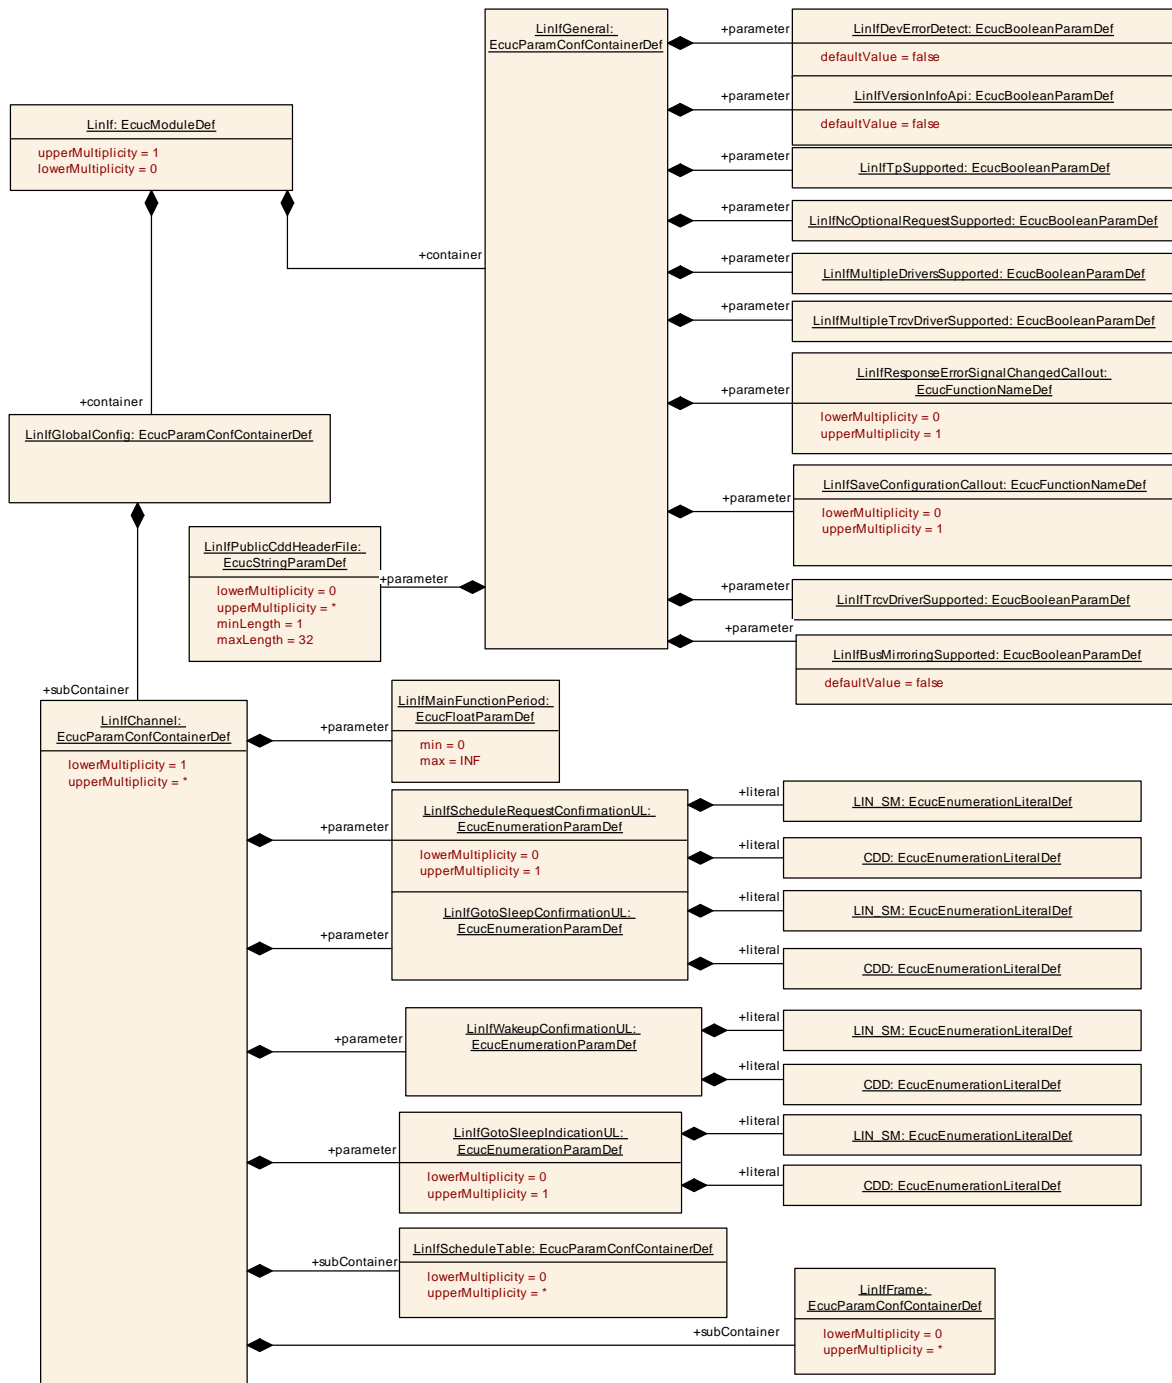 LinIfGeneral:
EcucParamConfContainerDef
+parameter
LinIfDevErrorDetect: EcucBooleanParamDef
defaultValue = false
+parameter
LinIfVersionInfoApi: EcucBooleanParamDef
defaultValue = false
LinIf: EcucModuleDef
upperMultiplicity = 1
lowerMultiplicity = 0
+parameter
LinIfTpSupported: EcucBooleanParamDef
+parameter
LinIfNcOptionalRequestSupported: EcucBooleanParamDef
+container
+parameter
LinIfMultipleDriversSupported: EcucBooleanParamDef
+parameter
LinIfMultipleTrcvDriverSupported: EcucBooleanParamDef
+parameter
LinIfResponseErrorSignalChangedCallout:
EcucFunctionNameDef
lowerMultiplicity = 0
upperMultiplicity = 1
+container
LinIfGlobalConfig: EcucParamConfContainerDef
+parameter
LinIfSaveConfigurationCallout: EcucFunctionNameDef
lowerMultiplicity = 0
upperMultiplicity = 1
LinIfPublicCddHeaderFile:
EcucStringParamDef
lowerMultiplicity = 0
upperMultiplicity = *
minLength = 1
maxLength = 32
+parameter
+parameter
LinIfTrcvDriverSupported: EcucBooleanParamDef
+parameter
LinIfBusMirroringSupported: EcucBooleanParamDef
defaultValue = false
+subContainer
LinIfChannel:
EcucParamConfContainerDef
lowerMultiplicity = 1
upperMultiplicity = *
+parameter
LinIfMainFunctionPeriod:
EcucFloatParamDef
min = 0
max = INF
+parameter
LinIfScheduleRequestConfirmationUL:
EcucEnumerationParamDef
lowerMultiplicity = 0
upperMultiplicity = 1
+literal
LIN_SM: EcucEnumerationLiteralDef
+literal
CDD: EcucEnumerationLiteralDef
+parameter
LinIfGotoSleepConfirmationUL:
EcucEnumerationParamDef
+literal
LIN_SM: EcucEnumerationLiteralDef
+literal
CDD: EcucEnumerationLiteralDef
+parameter
LinIfWakeupConfirmationUL:
EcucEnumerationParamDef
+literal
LIN_SM: EcucEnumerationLiteralDef
+literal
CDD: EcucEnumerationLiteralDef
+parameter
LinIfGotoSleepIndicationUL:
EcucEnumerationParamDef
lowerMultiplicity = 0
upperMultiplicity = 1
+literal
LIN_SM: EcucEnumerationLiteralDef
+literal
CDD: EcucEnumerationLiteralDef
+subContainer
LinIfScheduleTable: EcucParamConfContainerDef
lowerMultiplicity = 0
upperMultiplicity = *
+subContainer
LinIfFrame:
EcucParamConfContainerDef
lowerMultiplicity = 0
upperMultiplicity = *